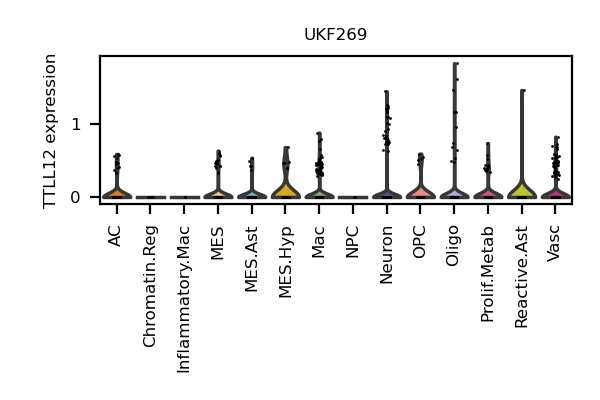 UKF269
TTLL12 expression
1
0
AC
Chromatin.Reg
Inflammatory.Mac
MES
MES.Ast
MES.Hyp
Mac
NPC
Neuron
OPC
Oligo
Prolif.Metab
Reactive.Ast
Vasc